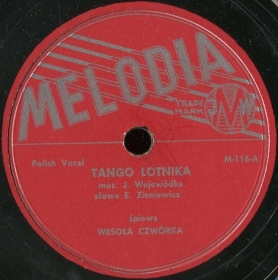 MELODIA
TRADE MARK
Polish Vocal
M-116-A
TANGO LOTNIKA
muz. J. Wojewódka
słowa E. Zinniewicz
śpiewa
WESOŁA CZWÓRKA